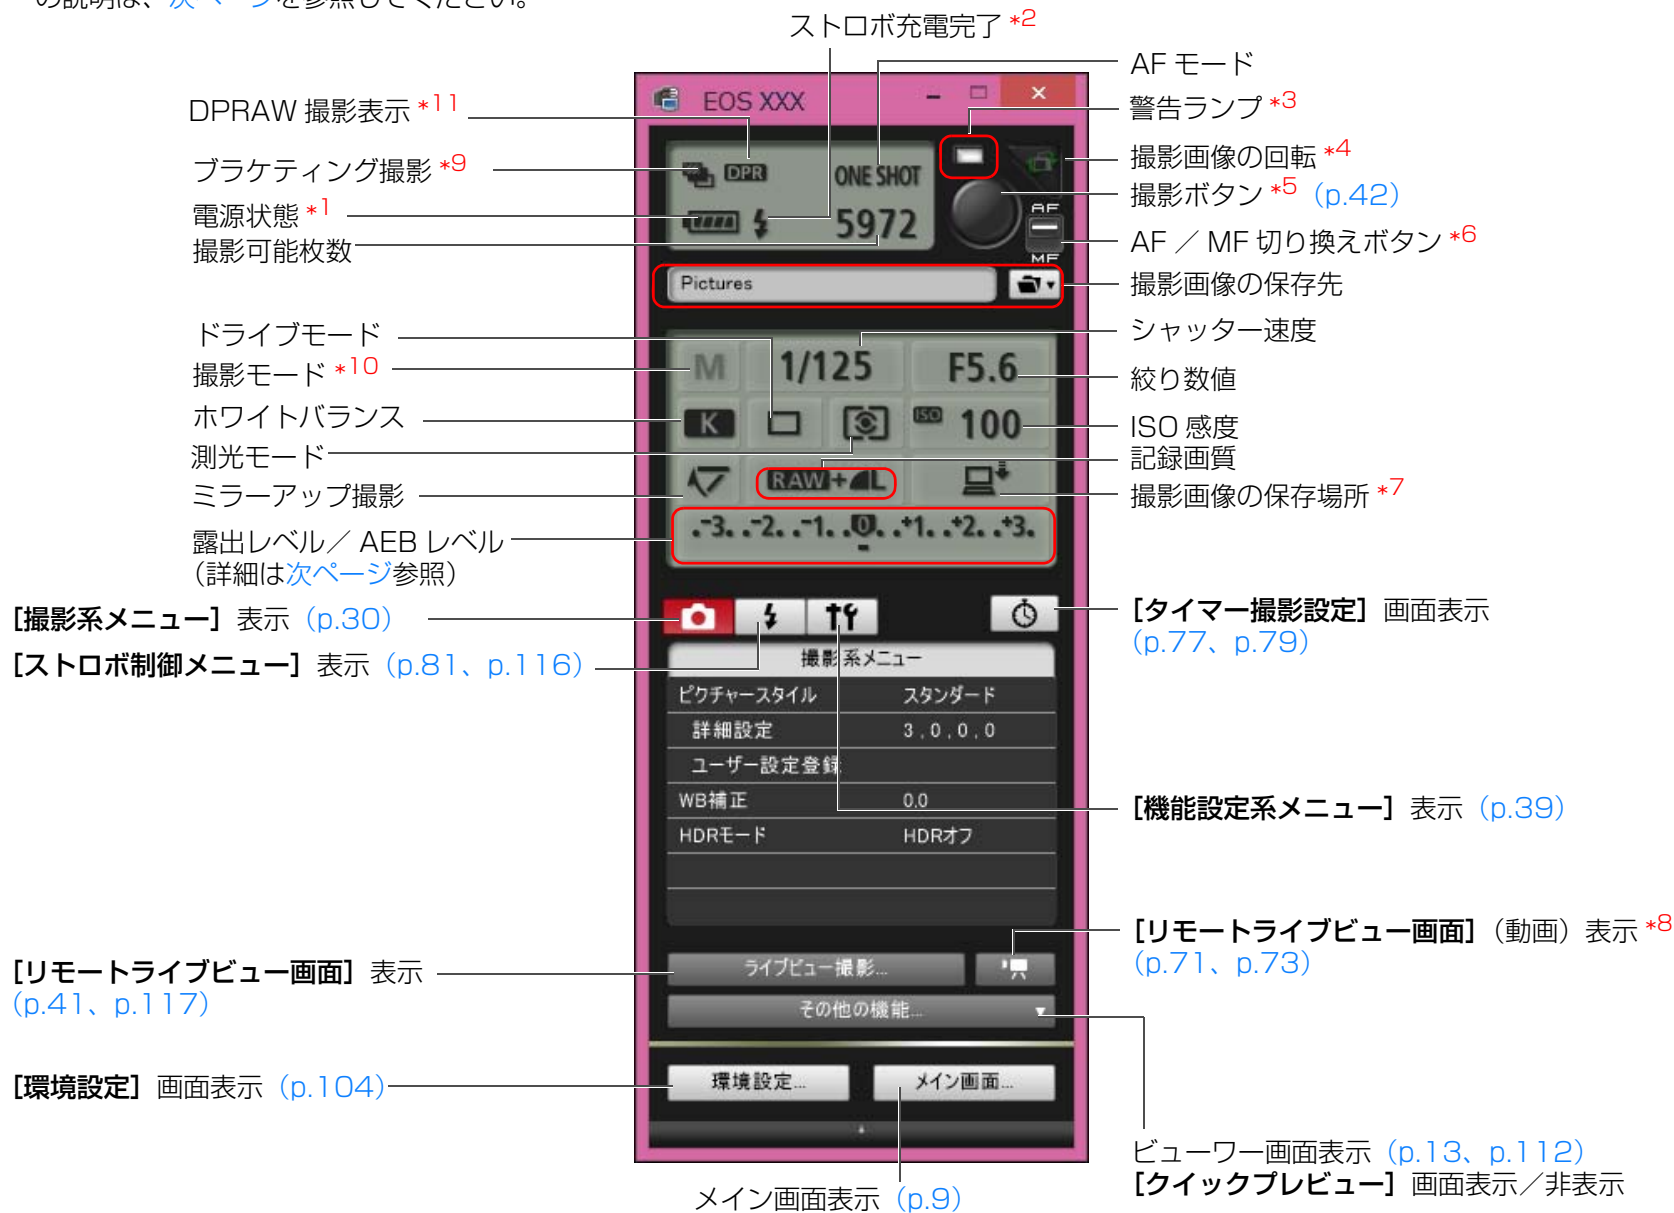 の説明は、次ページを参照してください。
ストロボ充電完了 *2
AF モード
DPRAW 撮影表示 *11
警告ランプ *3
ブラケティング撮影 *9
撮影画像の回転 *4
電源状態 *1
撮影ボタン *5 (p.42)
撮影可能枚数
AF ／ MF 切り換えボタン *6
撮影画像の保存先
ドライブモード
シャッター速度
撮影モード *10
絞り数値
ホワイトバランス
ISO 感度
測光モード
記録画質
ミラーアップ撮影
撮影画像の保存場所 *7
露出レベル／ AEB レベル
（詳細は次ページ参照）
EOS XXX
DPR
ONE SHOT
5972
AF
MF
Pictures
M 1/125 F5.6
K ISO 100
RAW+L
.-3. .-2. .-1. .0. .+1. .+2. .+3.
[撮影系メニュー] 表示 (p.30)
[ストロボ制御メニュー] 表示 (p.81、p.116)
[タイマー撮影設定] 画面表示
(p.77、p.79)
撮影系メニュー
ピクチャースタイル スタンダード
詳細設定 3 , 0 , 0 , 0
ユーザー設定登録
WB補正 0.0
HDRモード HDRオフ
[機能設定系メニュー] 表示 (p.39)
[リモートライブビュー画面]（動画）表示 *8
(p.71、p.73)
[リモートライブビュー画面] 表示
(p.41、p.117)
ライブビュー撮影...
その他の機能...
[環境設定] 画面表示 (p.104)
環境設定... メイン画面...
ビューワー画面表示 (p.13、p.112)
[クイックプレビュー] 画面表示／非表示
メイン画面表示 (p.9)